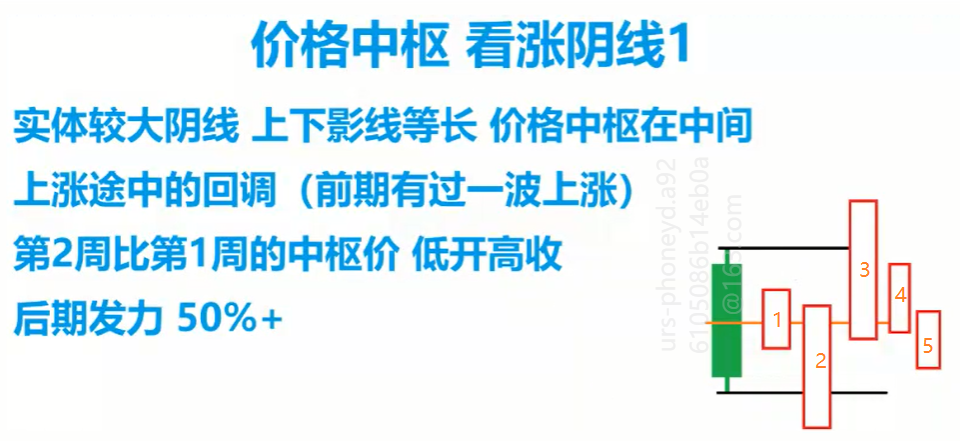 价格中枢 看涨阴线1
实体较大阴线 上下影线等长 价格中枢在中间
上涨途中的回调（前期有过一波上涨）
第2周比第1周的中枢价 低开高收
后期发力 50%+
urs-phoneyd.a92
6105086b14eb0a
@163.com
1
2
3
4
5